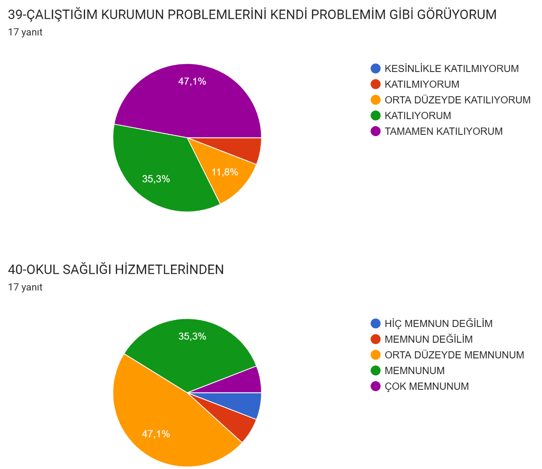 39-ÇALIŞTIĞIM KURUMUN PROBLEMLERİNİ KENDİ PROBLEMİM GİBİ GÖRÜYORUM
17 yanıt
47,1%
35,3%
11,8%
KESİNLİKLE KATILMIYORUM
KATILMIYORUM
ORTA DÜZEYDE KATILIYORUM
KATILIYORUM
TAMAMEN KATILIYORUM
40-OKUL SAĞLIĞI HİZMETLERİNDEN
17 yanıt
35,3%
47,1%
HİÇ MEMNUN DEĞİLİM
MEMNUN DEĞİLİM
ORTA DÜZEYDE MEMNUNUM
MEMNUNUM
ÇOK MEMNUNUM